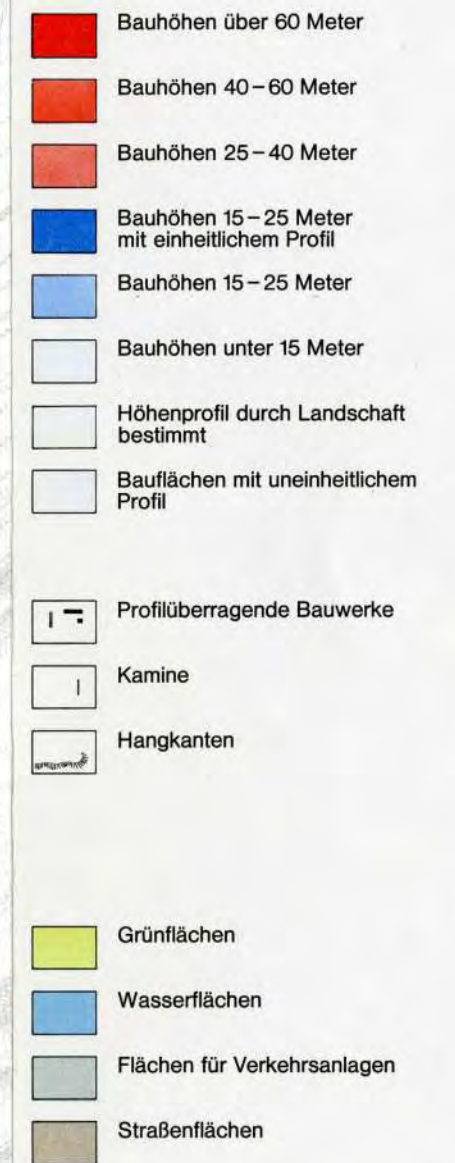 Bauhöhen über 60 Meter
Bauhöhen 40–60 Meter
Bauhöhen 25–40 Meter
Bauhöhen 15–25 Meter
mit einheitlichem Profil
Bauhöhen 15–25 Meter
Bauhöhen unter 15 Meter
Höhenprofil durch Landschaft
bestimmt
Bauflächen mit uneinheitlichem
Profil
Profilüberragende Bauwerke
Kamine
Hangkanten
Grünflächen
Wasserflächen
Flächen für Verkehrsanlagen
Straßenflächen